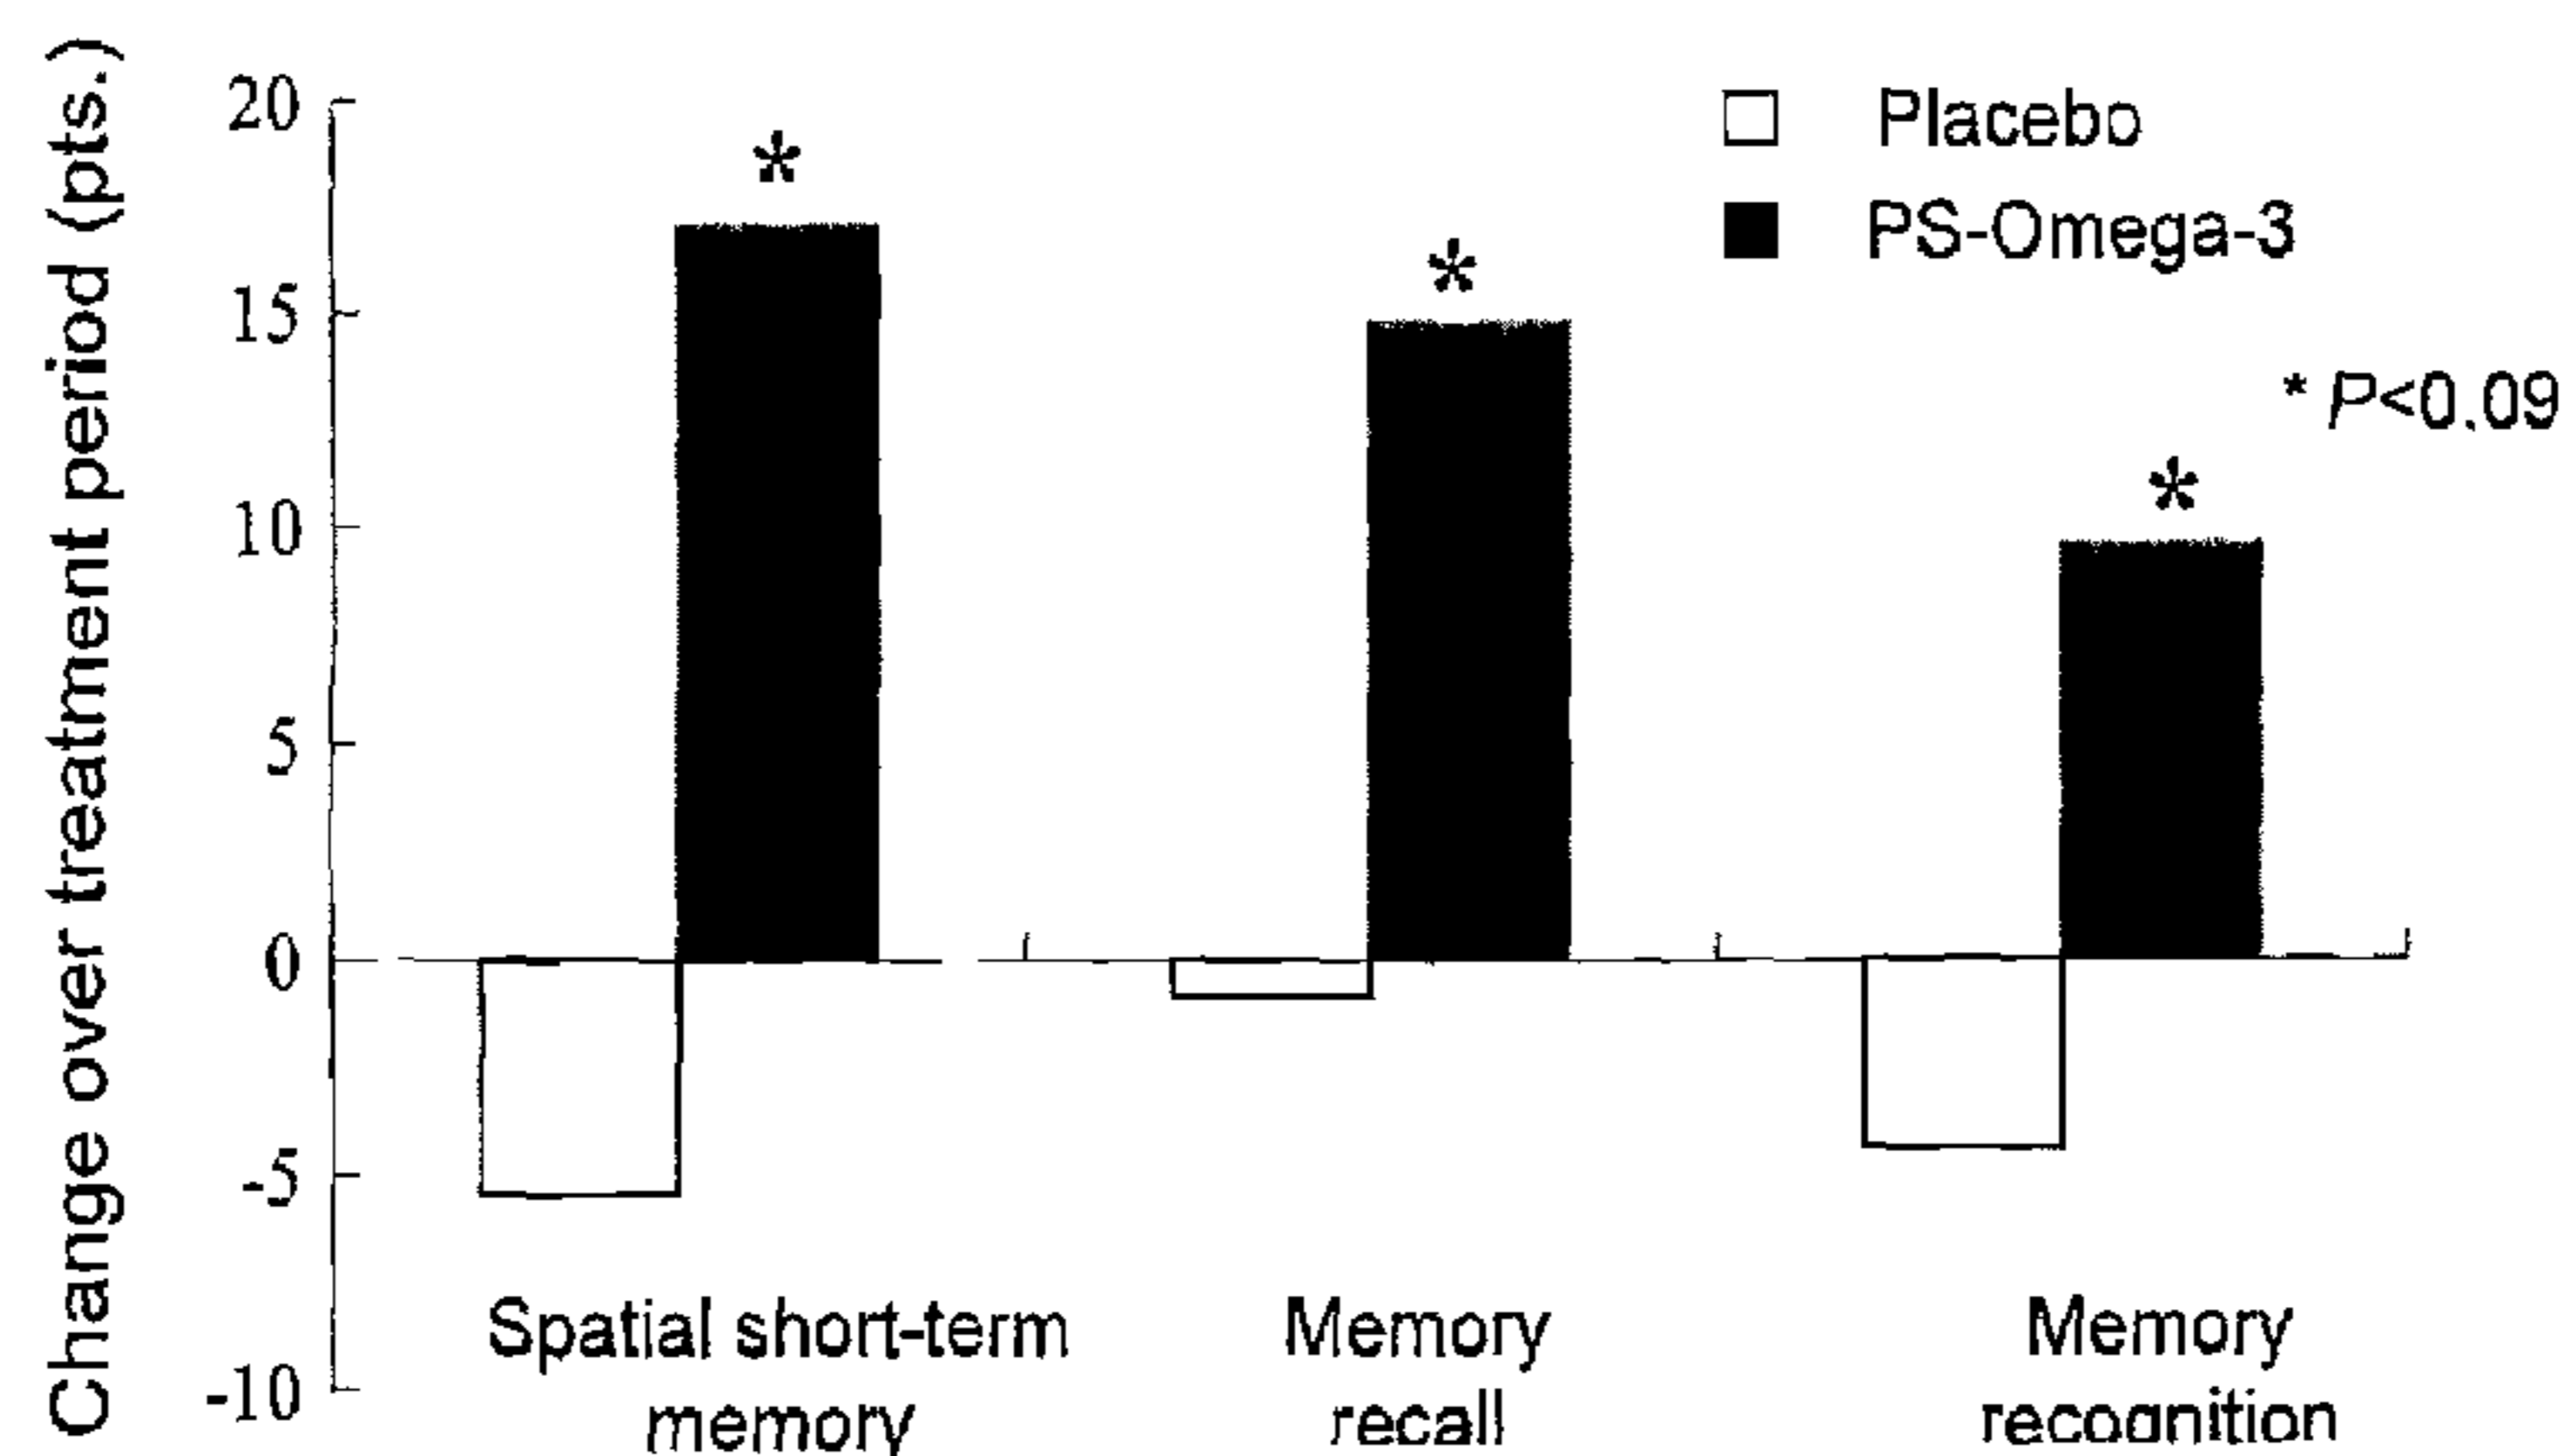 Change over treatment period (pts.)
20
15
10
5
0
-5
-10
* * *
Placebo
PS-Omega-3
* P<0.09
Spatial short-term
memory
Memory
recall
Memory
recognition